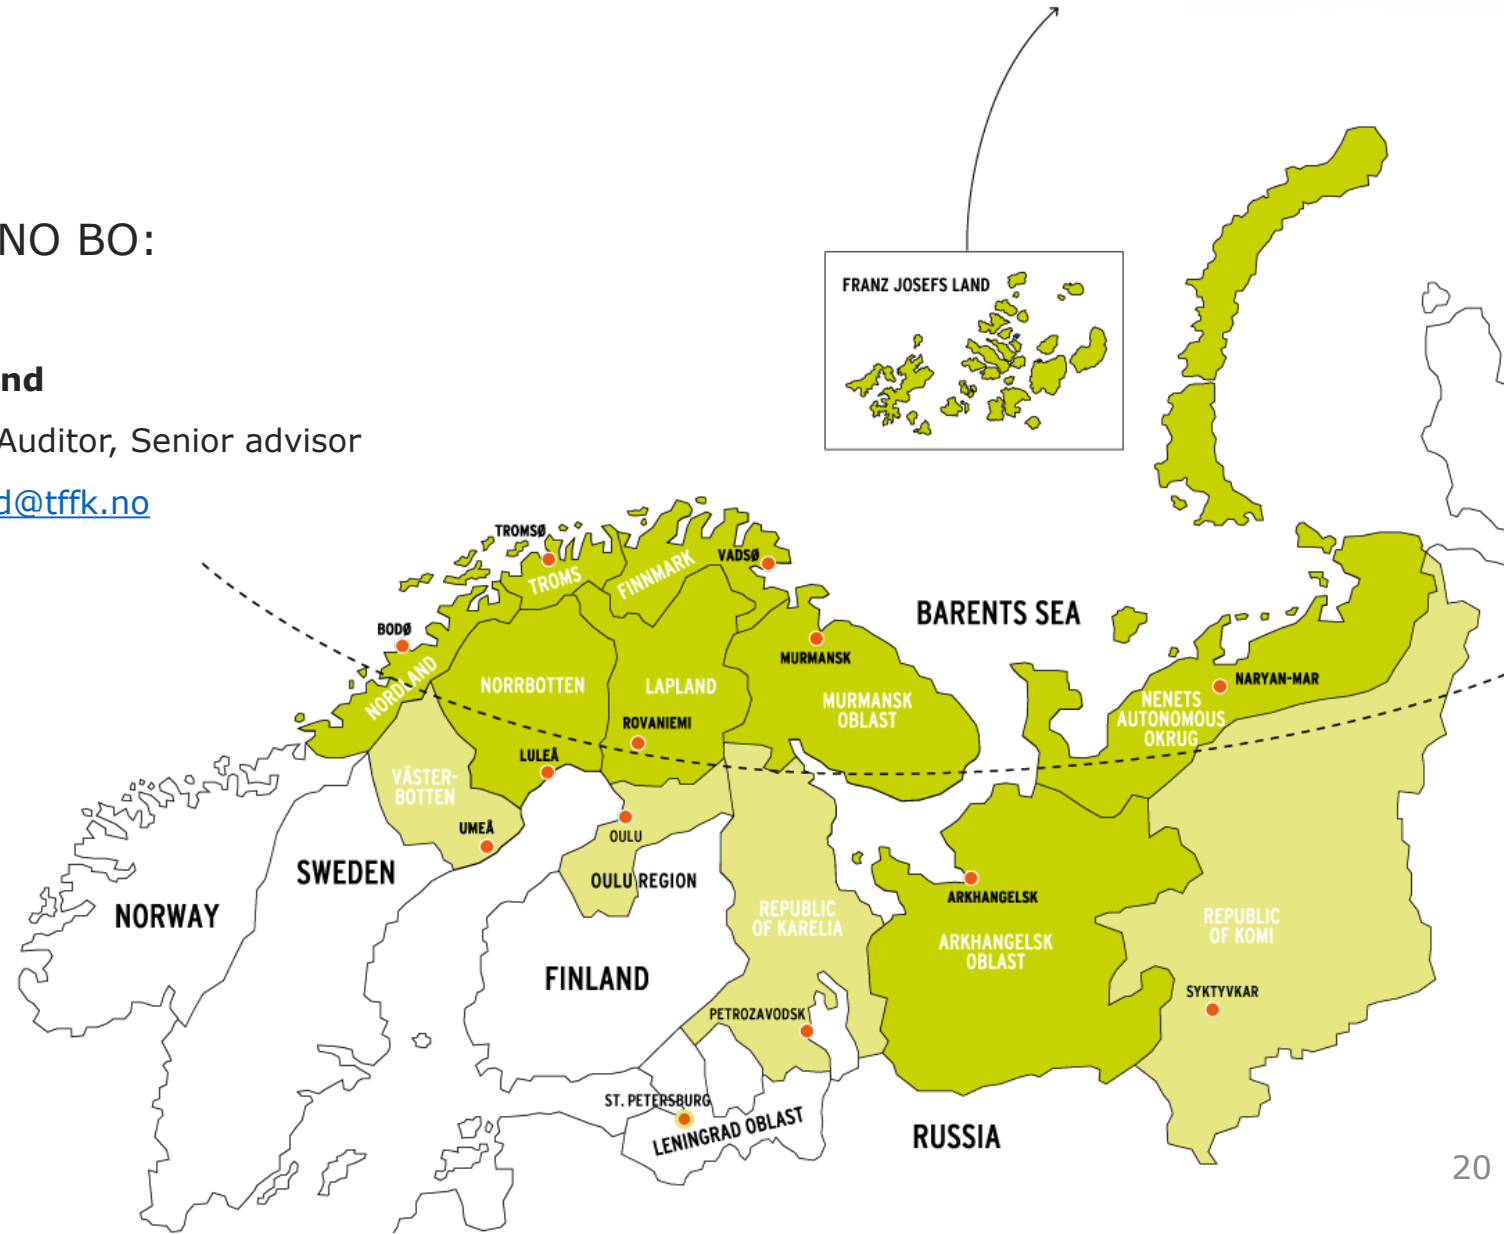 NO BO:
FRANZ JOSEFS LAND
nd
Auditor, Senior advisor
d@tffk.no
TROMSØ
VADSØ
TROMS
FINNMARK
BARENTS SEA
BODØ
MURMANSK
NORDLAND
NORRBOTTEN
LAPLAND
MURMANSK
OBLAST
NARYAN-MAR
NENETS
AUTONOMOUS
OKRUG
ROVANIEMI
LULEÅ
VÄSTER-
BOTTEN
UMEÅ
OULU
SWEDEN
OULU REGION
NORWAY
ARKHANGELSK
REPUBLIC
OF KARELIA
REPUBLIC
OF KOMI
ARKHANGELSK
OBLAST
FINLAND
SYKTYVKAR
PETROZAVODSK
ST. PETERSBURG
LENINGRAD OBLAST
RUSSIA
20